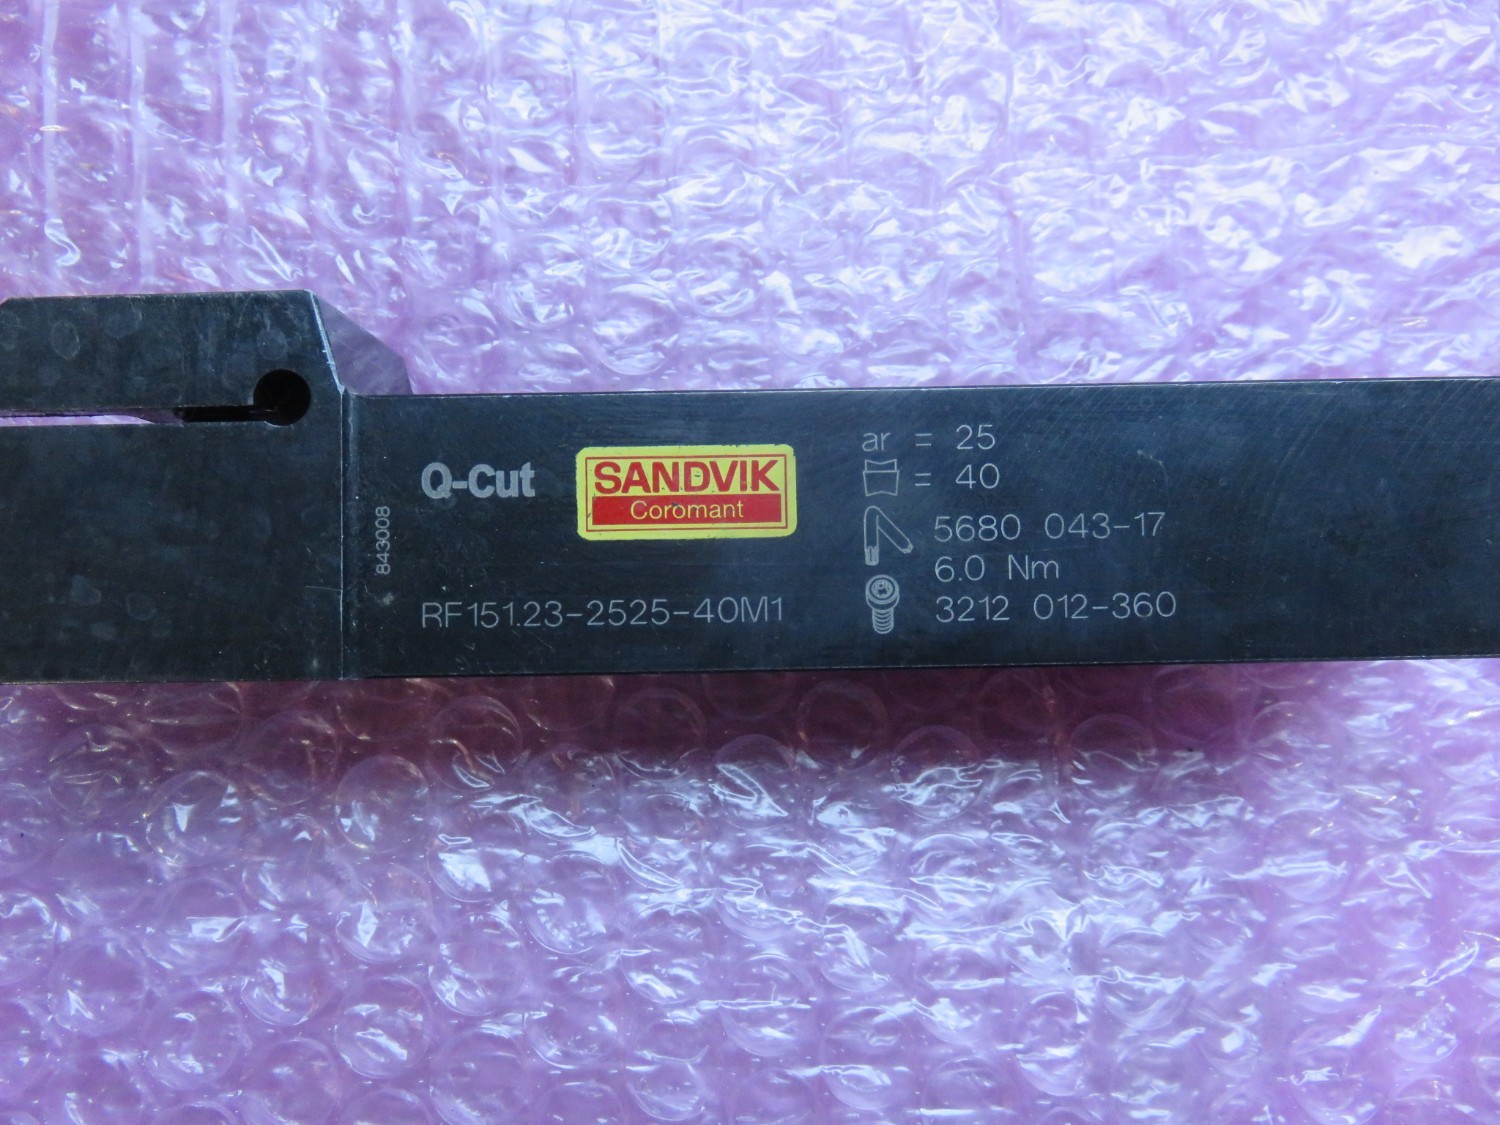 843008
Q-Cut
SANDVIK
Coromant
RF151.23-2525-40M1
ar = 25
= 40
5680 043-17
6.0 Nm
3212 012-360